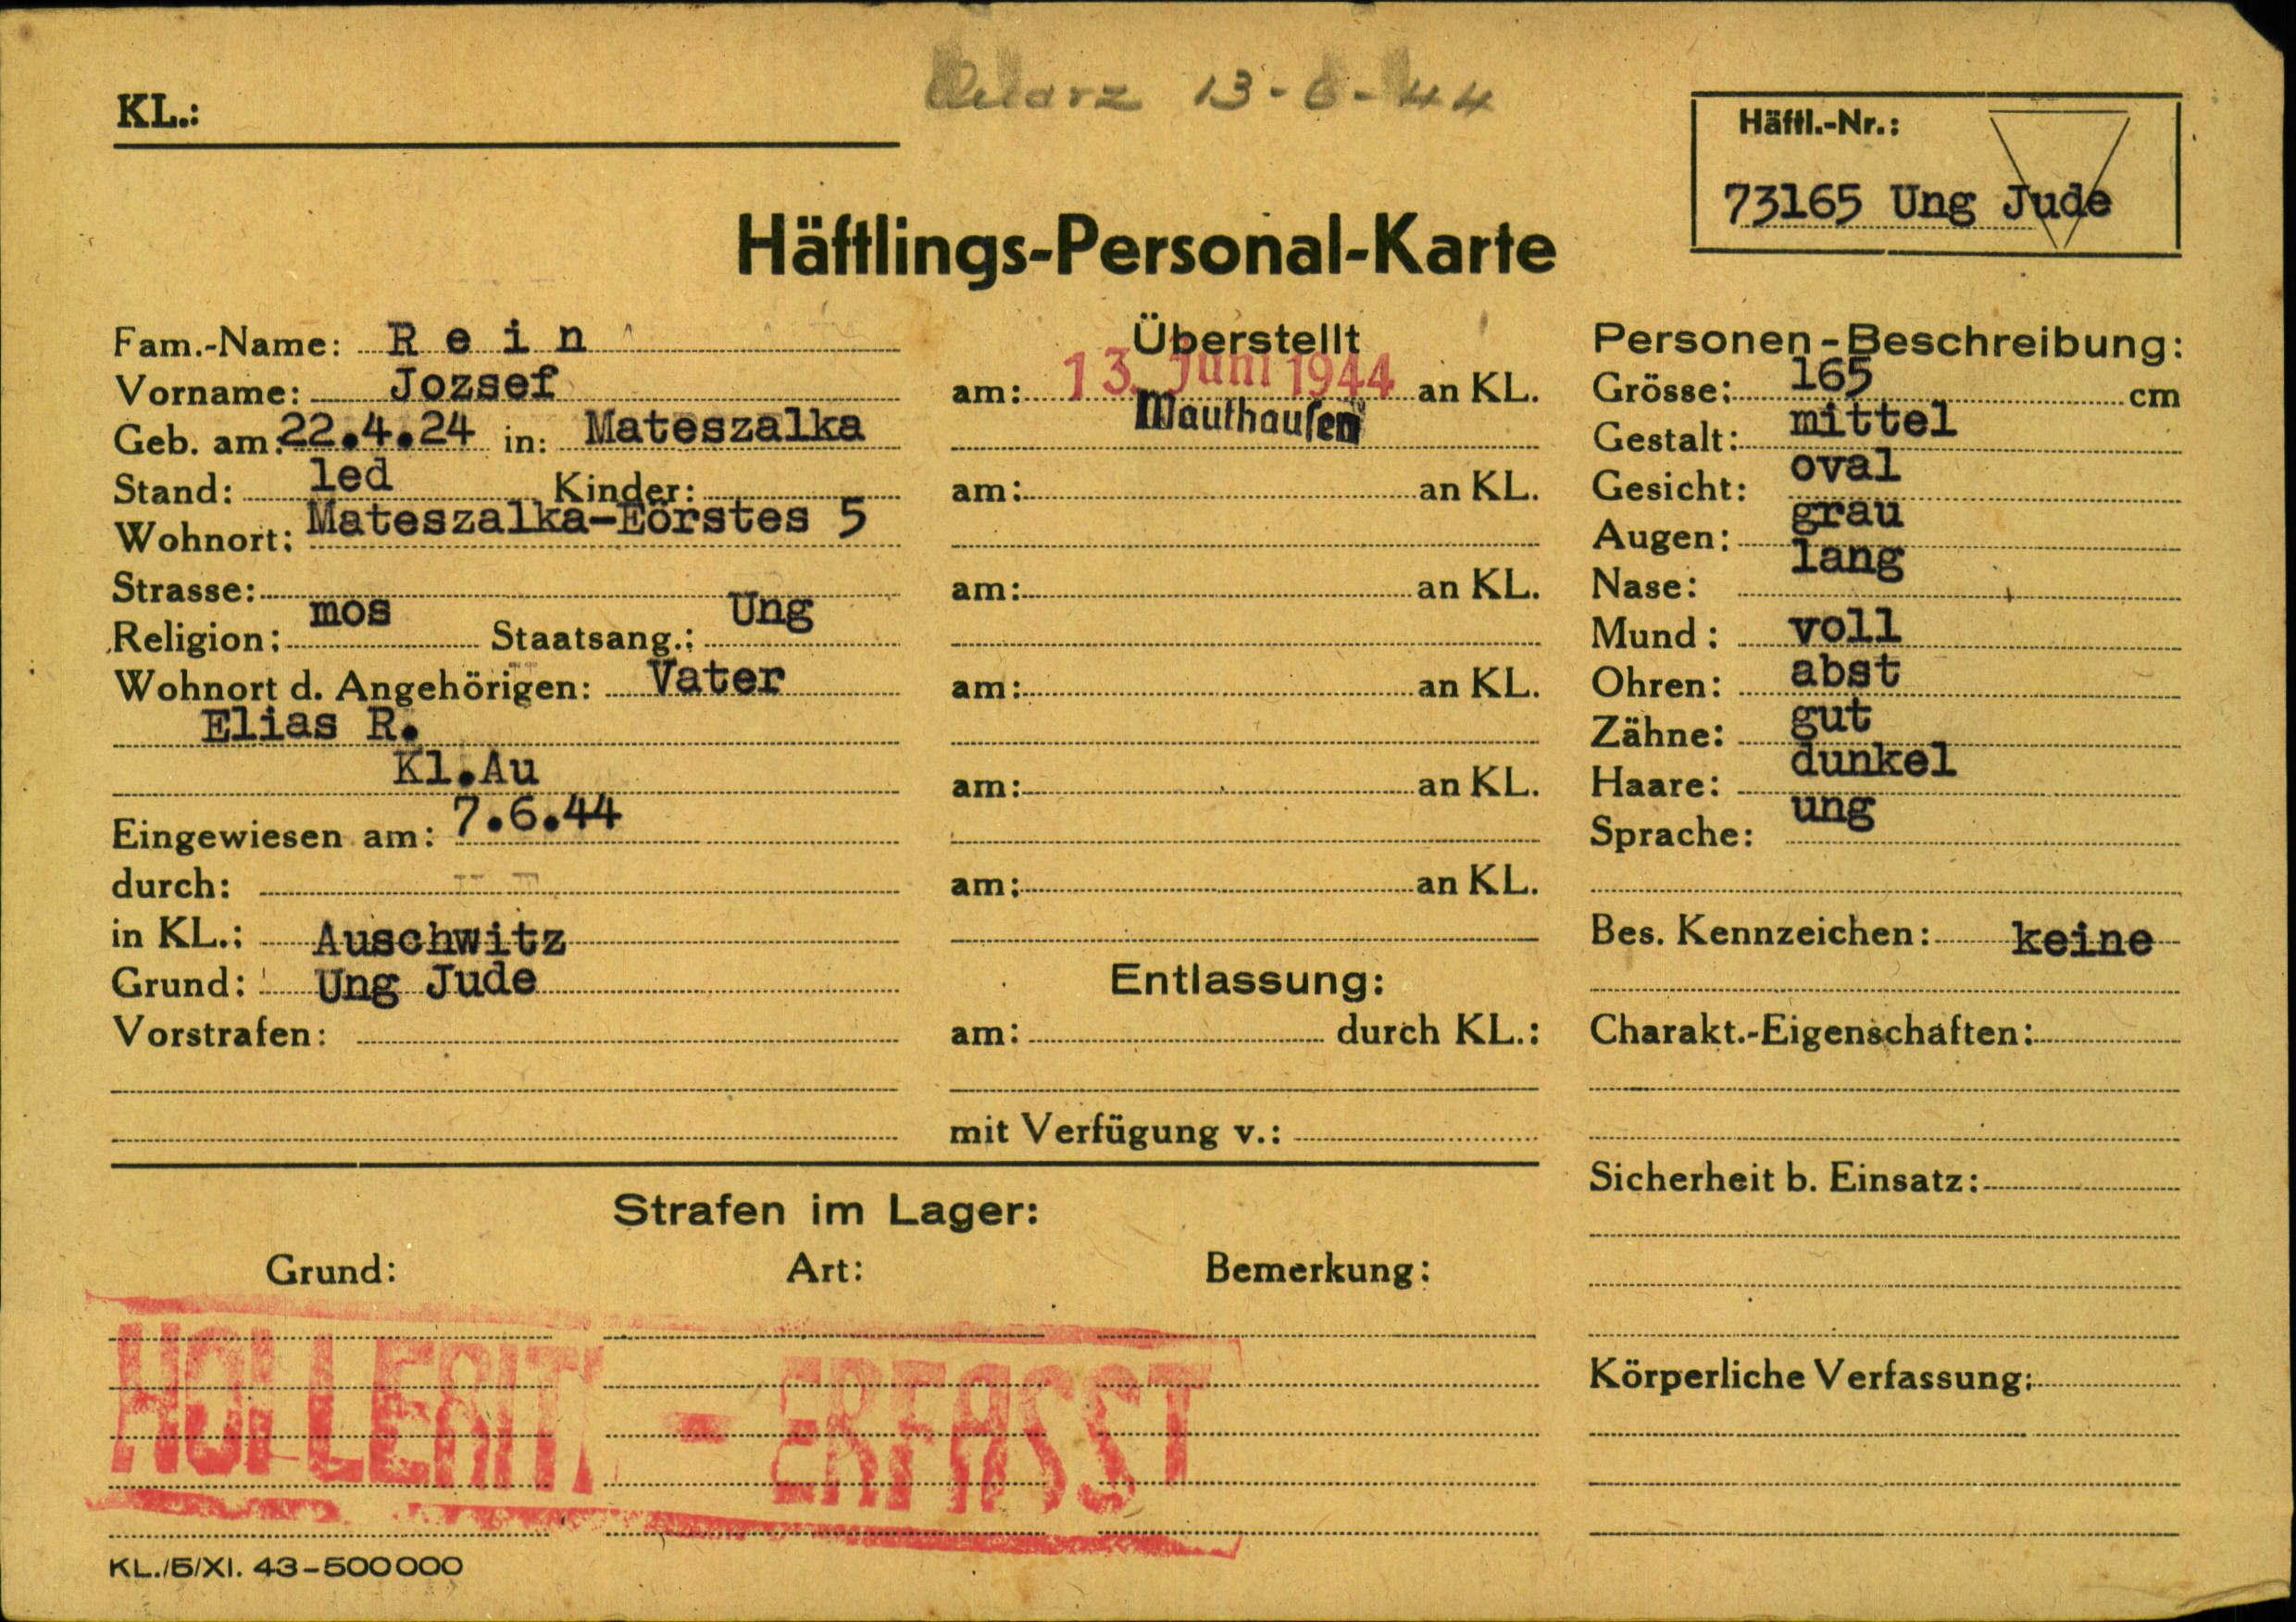 13-6-44
KL.:
Häftl.-Nr.:
73165 Ung Jude
Häftlings-Personal-Karte
Fam.-Name: R e i n
Vorname: Jozsef
Geb. am: 22.4.24 in: Mateszalka
Stand: led Kinder:
Wohnort: Mateszalka-Eörstes 5
Strasse:
Religion: mos Staatsang.: Ung
Wohnort d. Angehörigen: Vater
Elias R.
Kl.Au
Eingewiesen am: 7.6.44
durch:
in KL.: Auschwitz
Grund: Ung Jude
Vorstrafen:
Überstellt
am: 13. Juni 1944 an KL.
Mauthausen
am: an KL.
am: an KL.
am: an KL.
am: an KL.
am: an KL.
Entlassung:
am: durch KL.:
mit Verfügung v.:
Personen-Beschreibung:
Grösse: 165 cm
Gestalt: mittel
Gesicht: oval
Augen: grau
Nase: lang
Mund: voll
Ohren: abst
Zähne: gut
Haare: dunkel
Sprache: ung
Bes. Kennzeichen: keine
Charakt.-Eigenschaften:
Sicherheit b. Einsatz:
Körperliche Verfassung:
Strafen im Lager:
Grund: Art: Bemerkung:
HOLLERITH - ERFASST
KL./5/XI. 43-500000